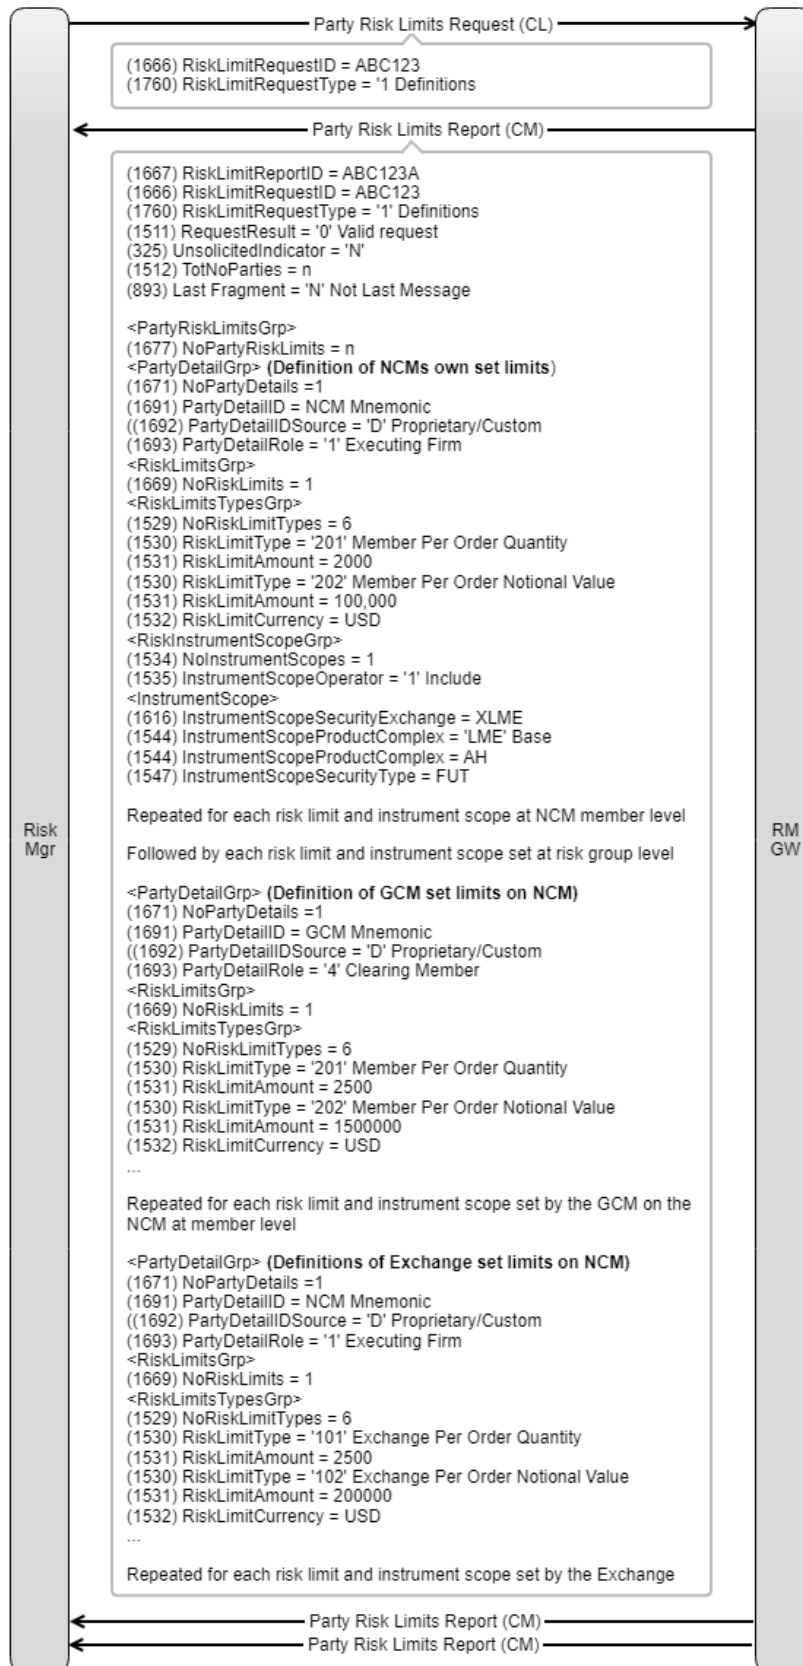 Party Risk Limits Request (CL)
(1666) RiskLimitRequestID = ABC123
(1760) RiskLimitRequestType = '1 Definitions
Party Risk Limits Report (CM)
(1667) RiskLimitReportID = ABC123A
(1666) RiskLimitRequestID = ABC123
(1760) RiskLimitRequestType = '1' Definitions
(1511) RequestResult = '0' Valid request
(325) UnsolicitedIndicator = 'N'
(1512) TotNoParties = n
(893) Last Fragment = 'N' Not Last Message
<PartyRiskLimitsGrp>
(1677) NoPartyRiskLimits = n
<PartyDetailGrp> (Definition of NCMs own set limits)
(1671) NoPartyDetails =1
(1691) PartyDetailID = NCM Mnemonic
((1692) PartyDetailIDSource = 'D' Proprietary/Custom
(1693) PartyDetailRole = '1' Executing Firm
<RiskLimitsGrp>
(1669) NoRiskLimits = 1
<RiskLimitsTypesGrp>
(1529) NoRiskLimitTypes = 6
(1530) RiskLimitType = '201' Member Per Order Quantity
(1531) RiskLimitAmount = 2000
(1530) RiskLimitType = '202' Member Per Order Notional Value
(1531) RiskLimitAmount = 100,000
(1532) RiskLimitCurrency = USD
<RiskInstrumentScopeGrp>
(1534) NoInstrumentScopes = 1
(1535) InstrumentScopeOperator = '1' Include
<InstrumentScope>
(1616) InstrumentScopeSecurityExchange = XLME
(1544) InstrumentScopeProductComplex = 'LME' Base
(1544) InstrumentScopeProductComplex = AH
(1547) InstrumentScopeSecurityType = FUT
Repeated for each risk limit and instrument scope at NCM member level
Risk
Mgr
RM
GW
Followed by each risk limit and instrument scope set at risk group level
<PartyDetailGrp> (Definition of GCM set limits on NCM)
(1671) NoPartyDetails =1
(1691) PartyDetailID = GCM Mnemonic
((1692) PartyDetailIDSource = 'D' Proprietary/Custom
(1693) PartyDetailRole = '4' Clearing Member
<RiskLimitsGrp>
(1669) NoRiskLimits = 1
<RiskLimitsTypesGrp>
(1529) NoRiskLimitTypes = 6
(1530) RiskLimitType = '201' Member Per Order Quantity
(1531) RiskLimitAmount = 2500
(1530) RiskLimitType = '202' Member Per Order Notional Value
(1531) RiskLimitAmount = 1500000
(1532) RiskLimitCurrency = USD
...
Repeated for each risk limit and instrument scope set by the GCM on the
NCM at member level
<PartyDetailGrp> (Definitions of Exchange set limits on NCM)
(1671) NoPartyDetails =1
(1691) PartyDetailID = NCM Mnemonic
((1692) PartyDetailIDSource = 'D' Proprietary/Custom
(1693) PartyDetailRole = '1' Executing Firm
<RiskLimitsGrp>
(1669) NoRiskLimits = 1
<RiskLimitsTypesGrp>
(1529) NoRiskLimitTypes = 6
(1530) RiskLimitType = '101' Exchange Per Order Quantity
(1531) RiskLimitAmount = 2500
(1530) RiskLimitType = '102' Exchange Per Order Notional Value
(1531) RiskLimitAmount = 200000
(1532) RiskLimitCurrency = USD
...
Repeated for each risk limit and instrument scope set by the Exchange
Party Risk Limits Report (CM)
Party Risk Limits Report (CM)